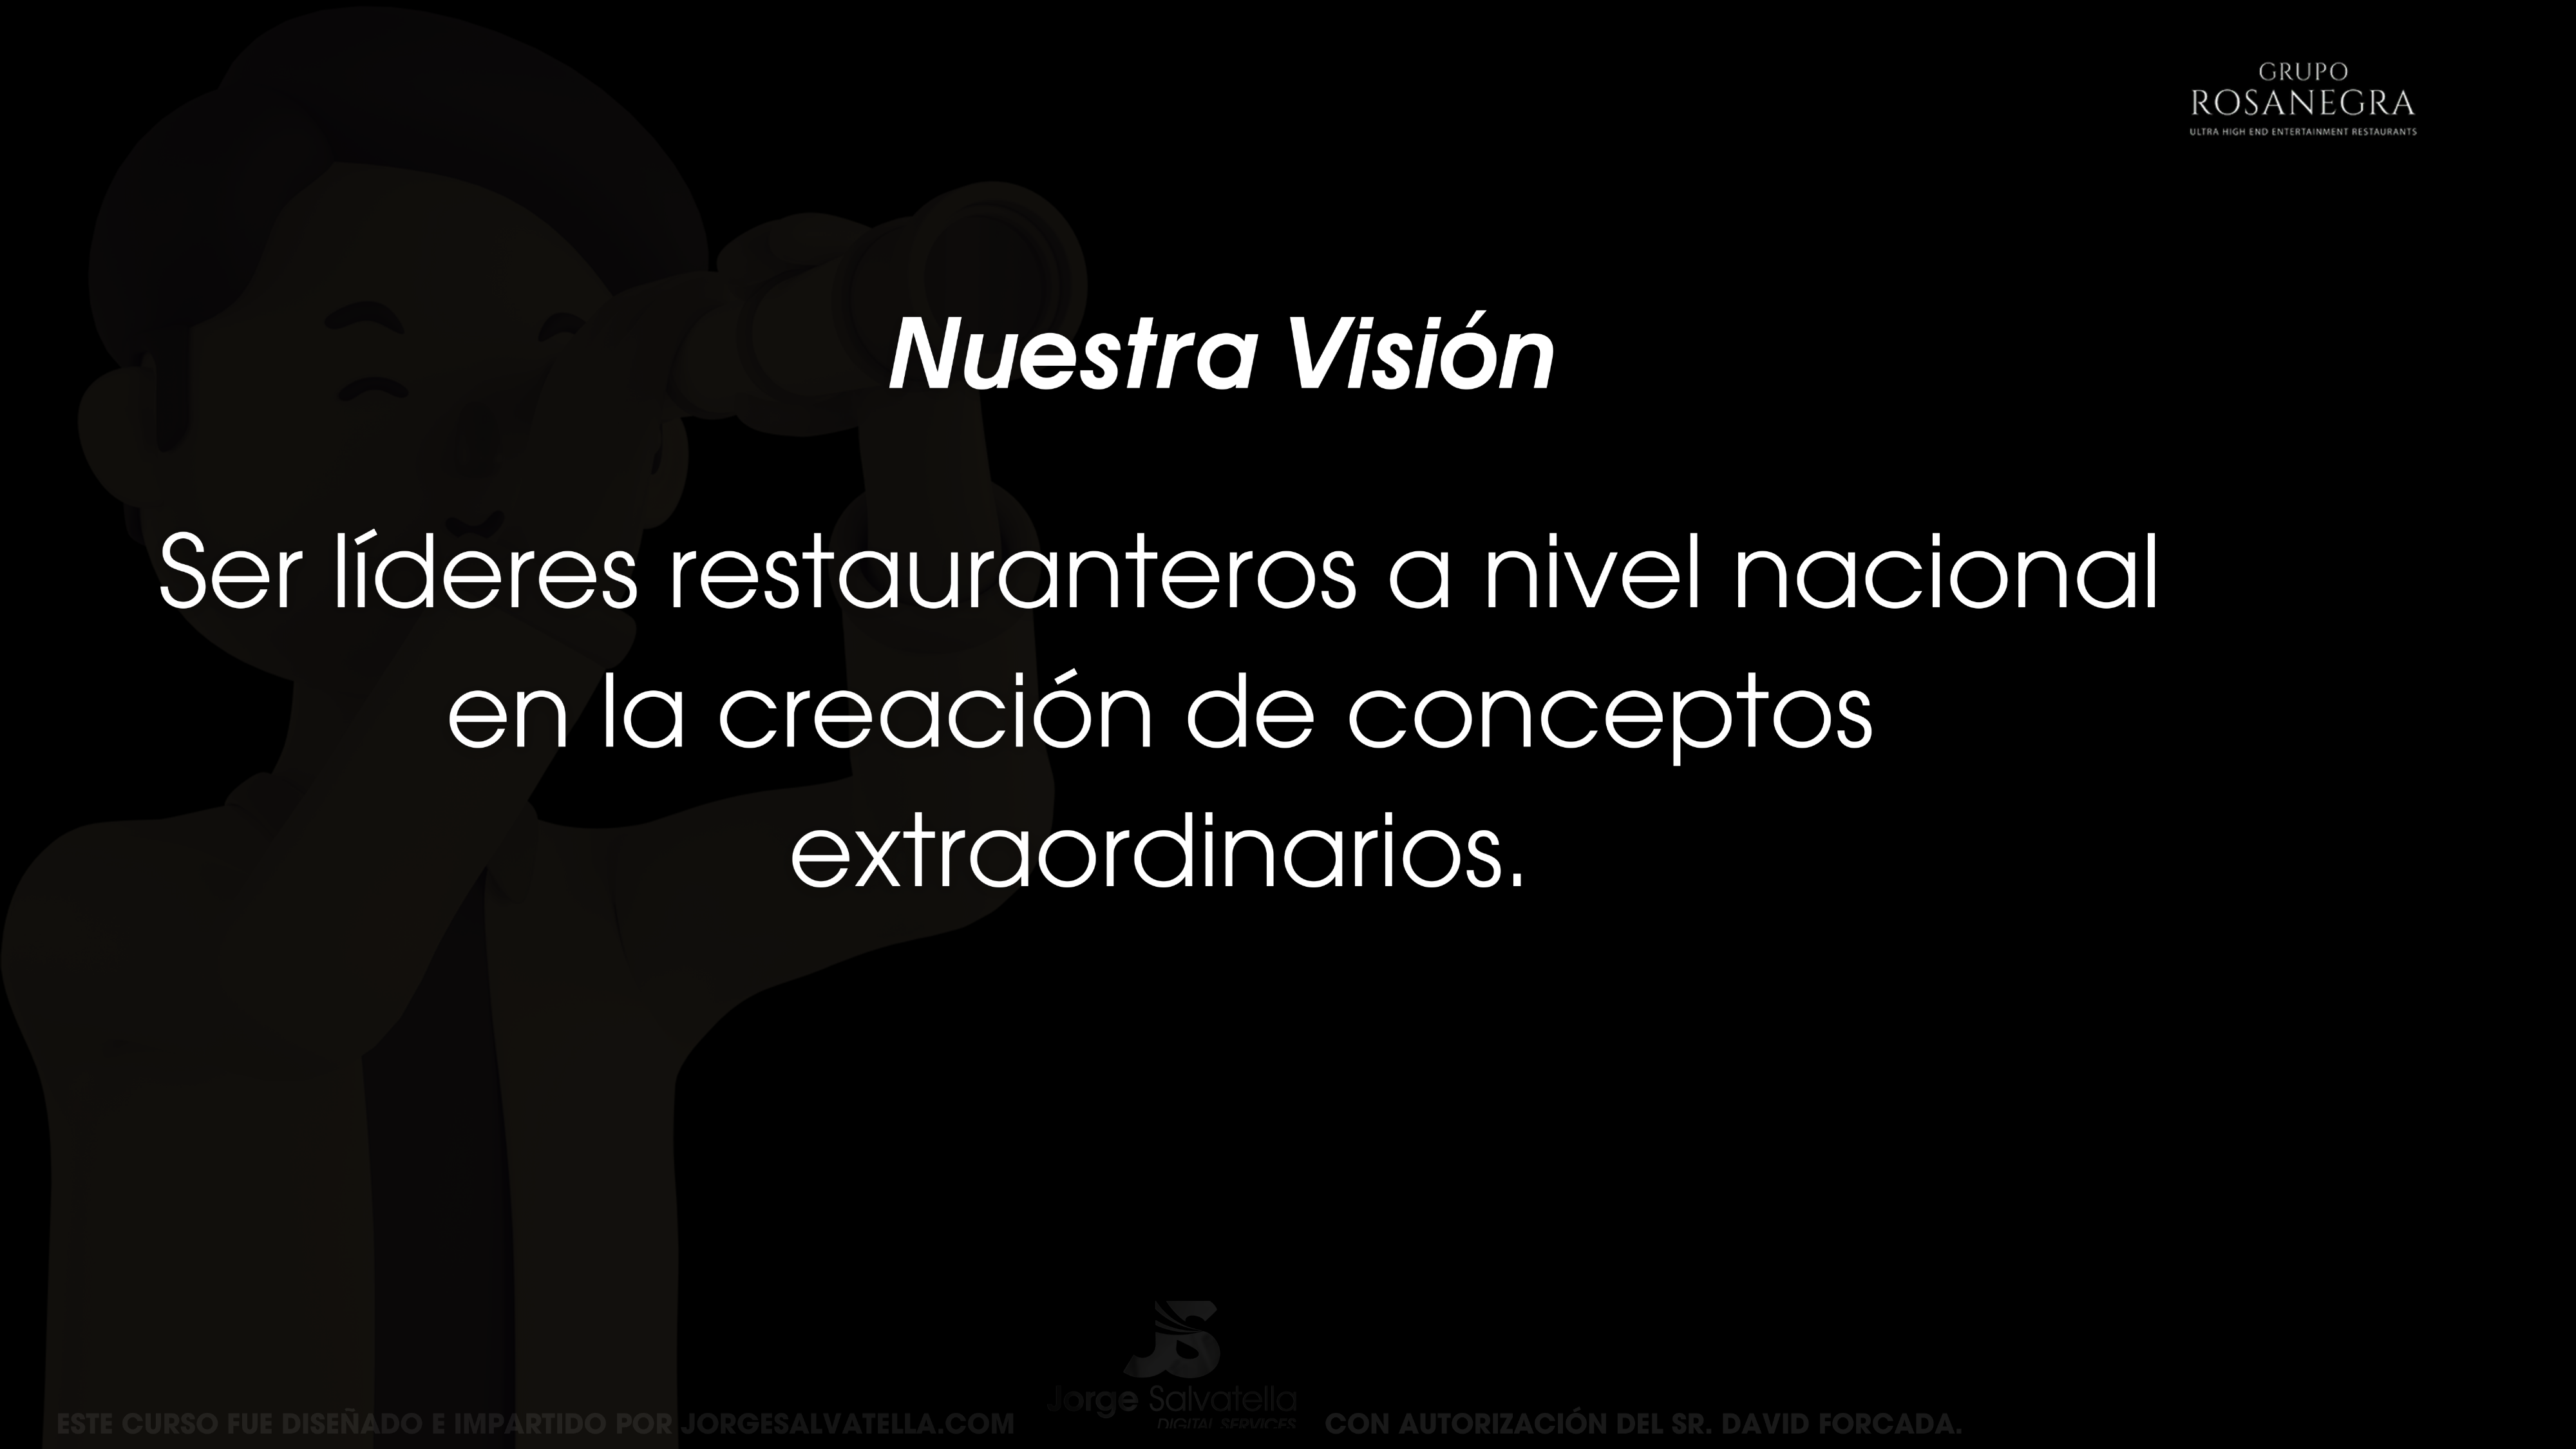 GRUPO
ROSANEGRA
ULTRA HIGH END ENTERTAINMENT RESTAURANTS
Nuestra Visión
Ser líderes restauranteros a nivel nacional
en la creación de conceptos
extraordinarios.
JS
Jorge Salvatella
DIGITAL SERVICES
ESTE CURSO FUE DISEÑADO E IMPARTIDO POR JORGESALVATELLA.COM
CON AUTORIZACIÓN DEL SR. DAVID FORCADA.